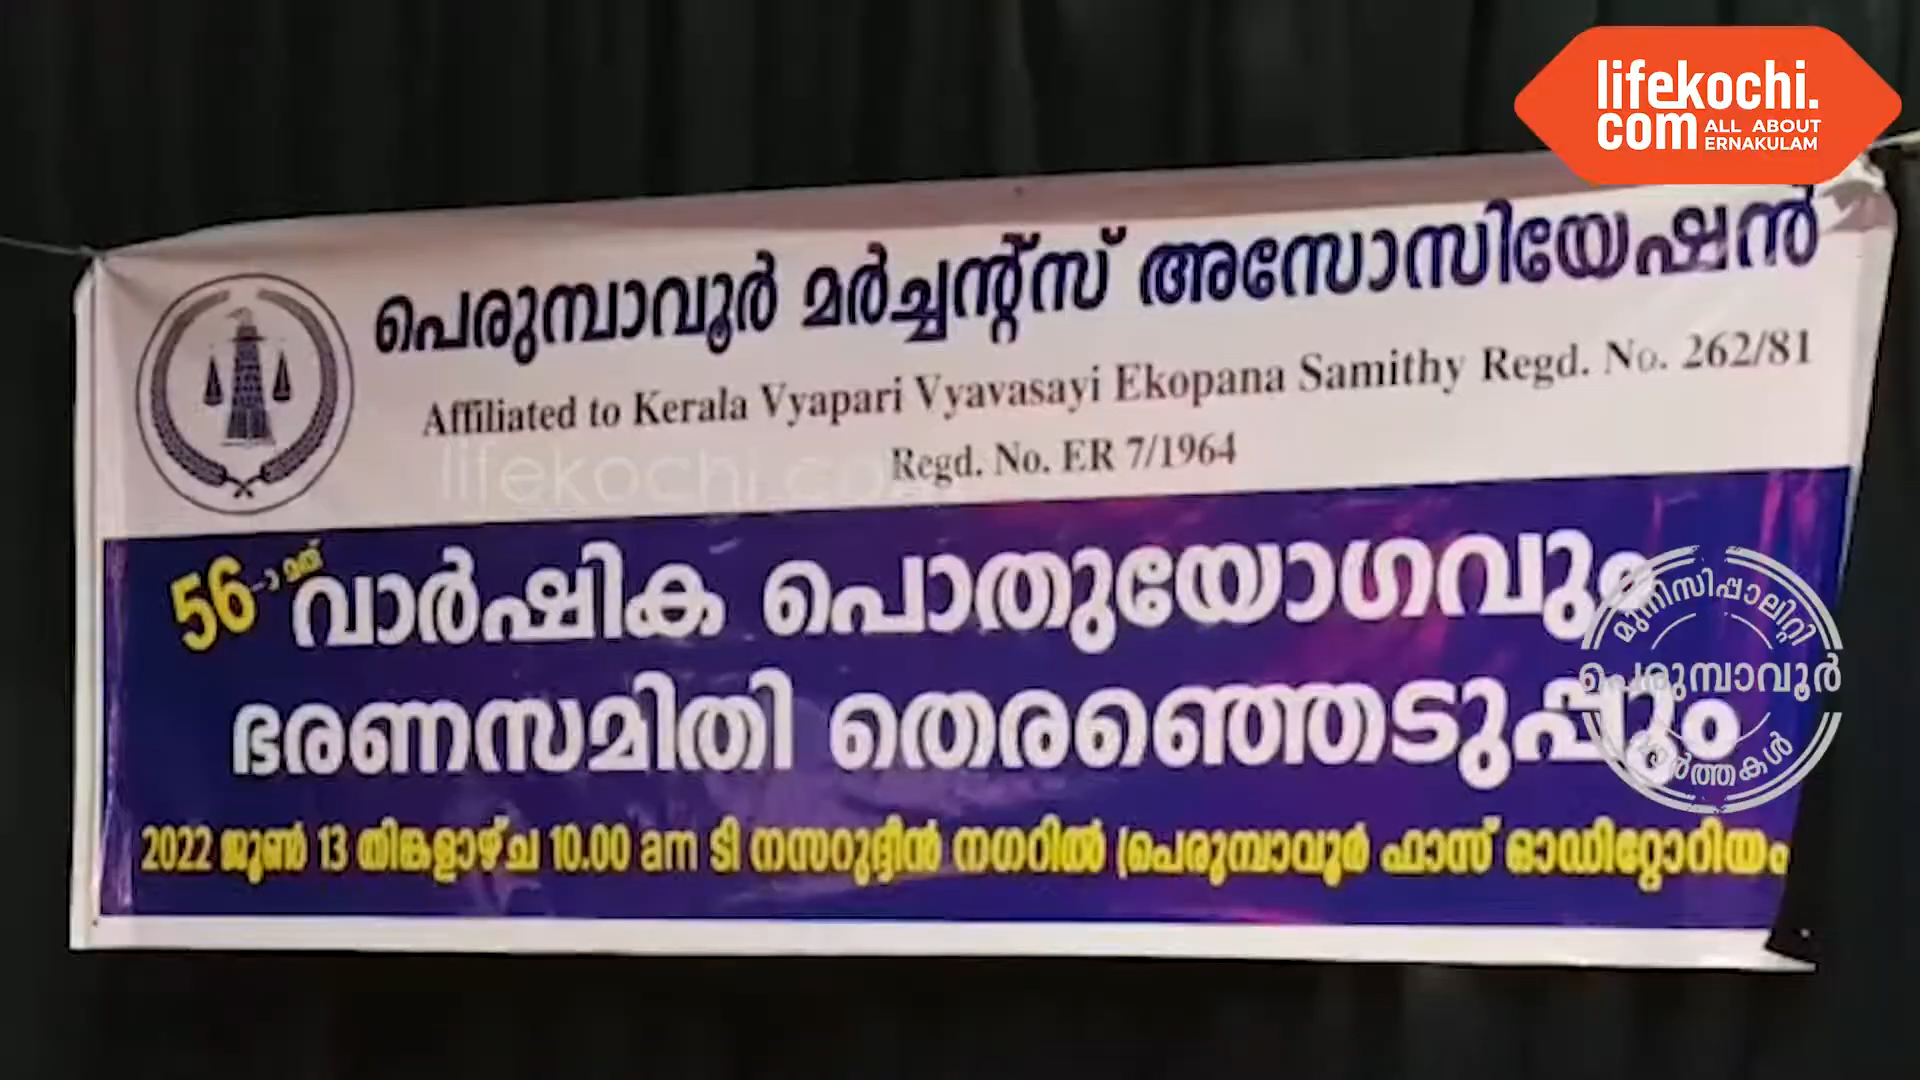 lifekochi.
com ALL ABOUT
ERNAKULAM
പെരുമ്പാവൂർ മർച്ചന്റ്സ് അസോസിയേഷൻ
Affiliated to Kerala Vyapari Vyavasayi Ekopana Samithy Regd. No. 262/81
Regd. No. ER 7/1964
lifekochi.com
56-ാമത് വാർഷിക പൊതുയോഗവും
ഭരണസമിതി തെരഞ്ഞെടുപ്പും
2022 ജൂൺ 13 തിങ്കളാഴ്ച 10.00 am ടി നസറുദ്ദീൻ നഗറിൽ (പെരുമ്പാവൂർ ഫാസ് ഓഡിറ്റോറിയം
മുനിസിപ്പാലിറ്റി
പെരുമ്പാവൂർ
വാർത്തകൾ